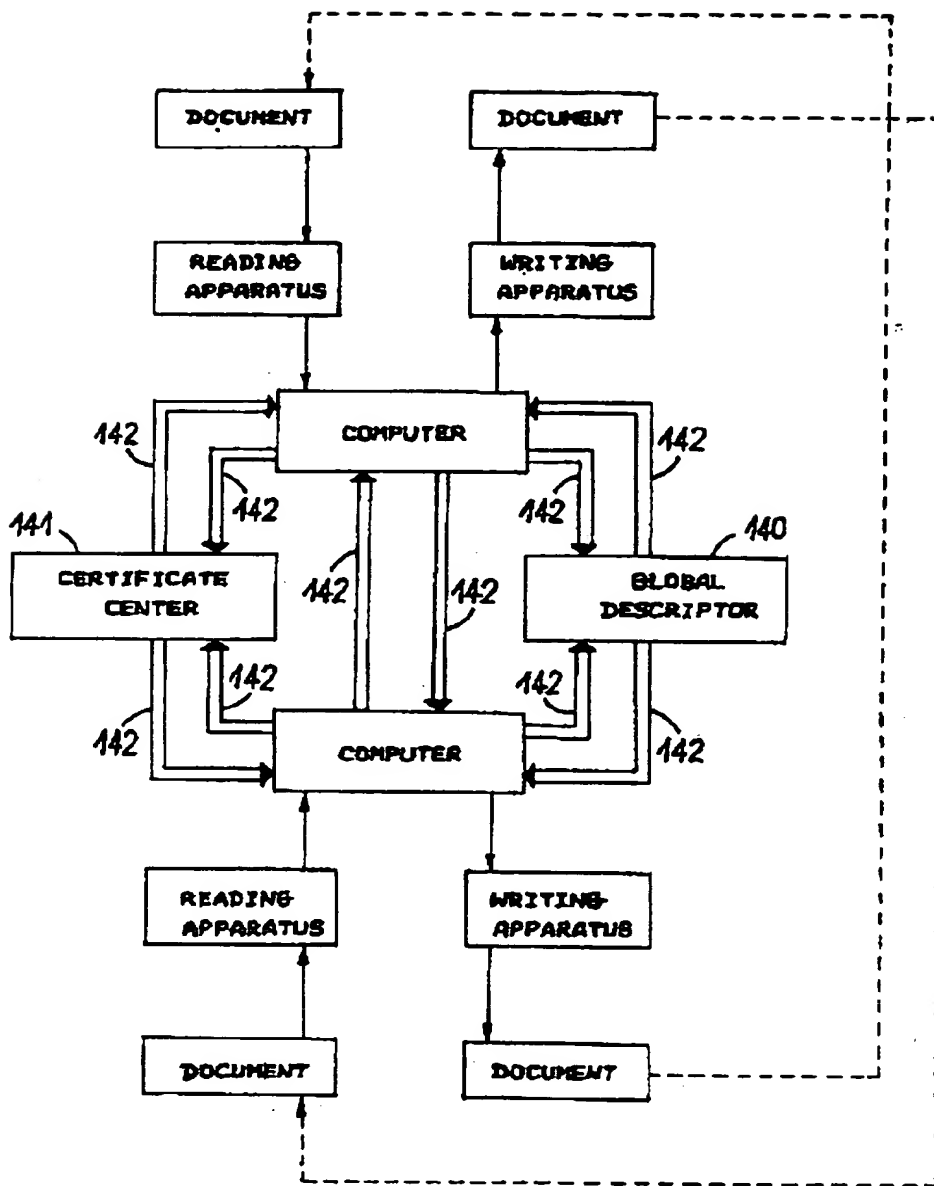 DOCUMENT
DOCUMENT
READING
APPARATUS
WRITING
APPARATUS
COMPUTER
142
142
142
142
141
140
CERTIFICATE
CENTER
142
142
GLOBAL
DESCRIPTOR
142
142
142
142
COMPUTER
READING
APPARATUS
WRITING
APPARATUS
DOCUMENT
DOCUMENT